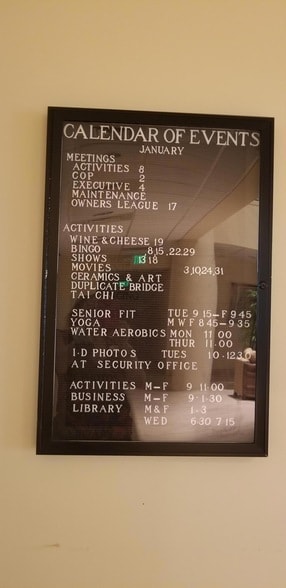 CALENDAR OF EVENTS
JANUARY
MEETINGS
ACTIVITIES 8
COP 2
EXECUTIVE 4
MAINTENANCE
OWNERS LEAGUE 17
ACTIVITIES
WINE & CHEESE 19
BINGO 8,15,22,29
SHOWS 13 18
MOVIES 3,10,24,31
CERAMICS & ART
DUPLICATE BRIDGE
TAI CHI
SENIOR FIT TUE 9 15-F 9 45
YOGA M W F 8 45-9 35
WATER AEROBICS MON 11 00
THUR 11.00
I·D PHOTOS TUES 10·12:30
AT SECURITY OFFICE
ACTIVITIES M-F 9 11:00
BUSINESS M-F 9 1·30
LIBRARY M&F 1-3
WED 6·30 7:15